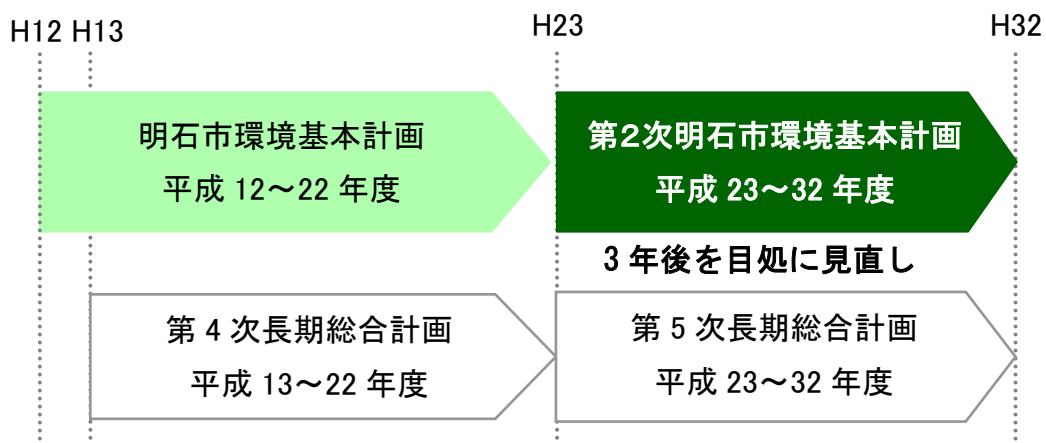 H12 H13 H23 H32
明石市環境基本計画
平成 12～22 年度
第２次明石市環境基本計画
平成 23～32 年度
3 年後を目処に見直し
第 4 次長期総合計画
平成 13～22 年度
第 5 次長期総合計画
平成 23～32 年度